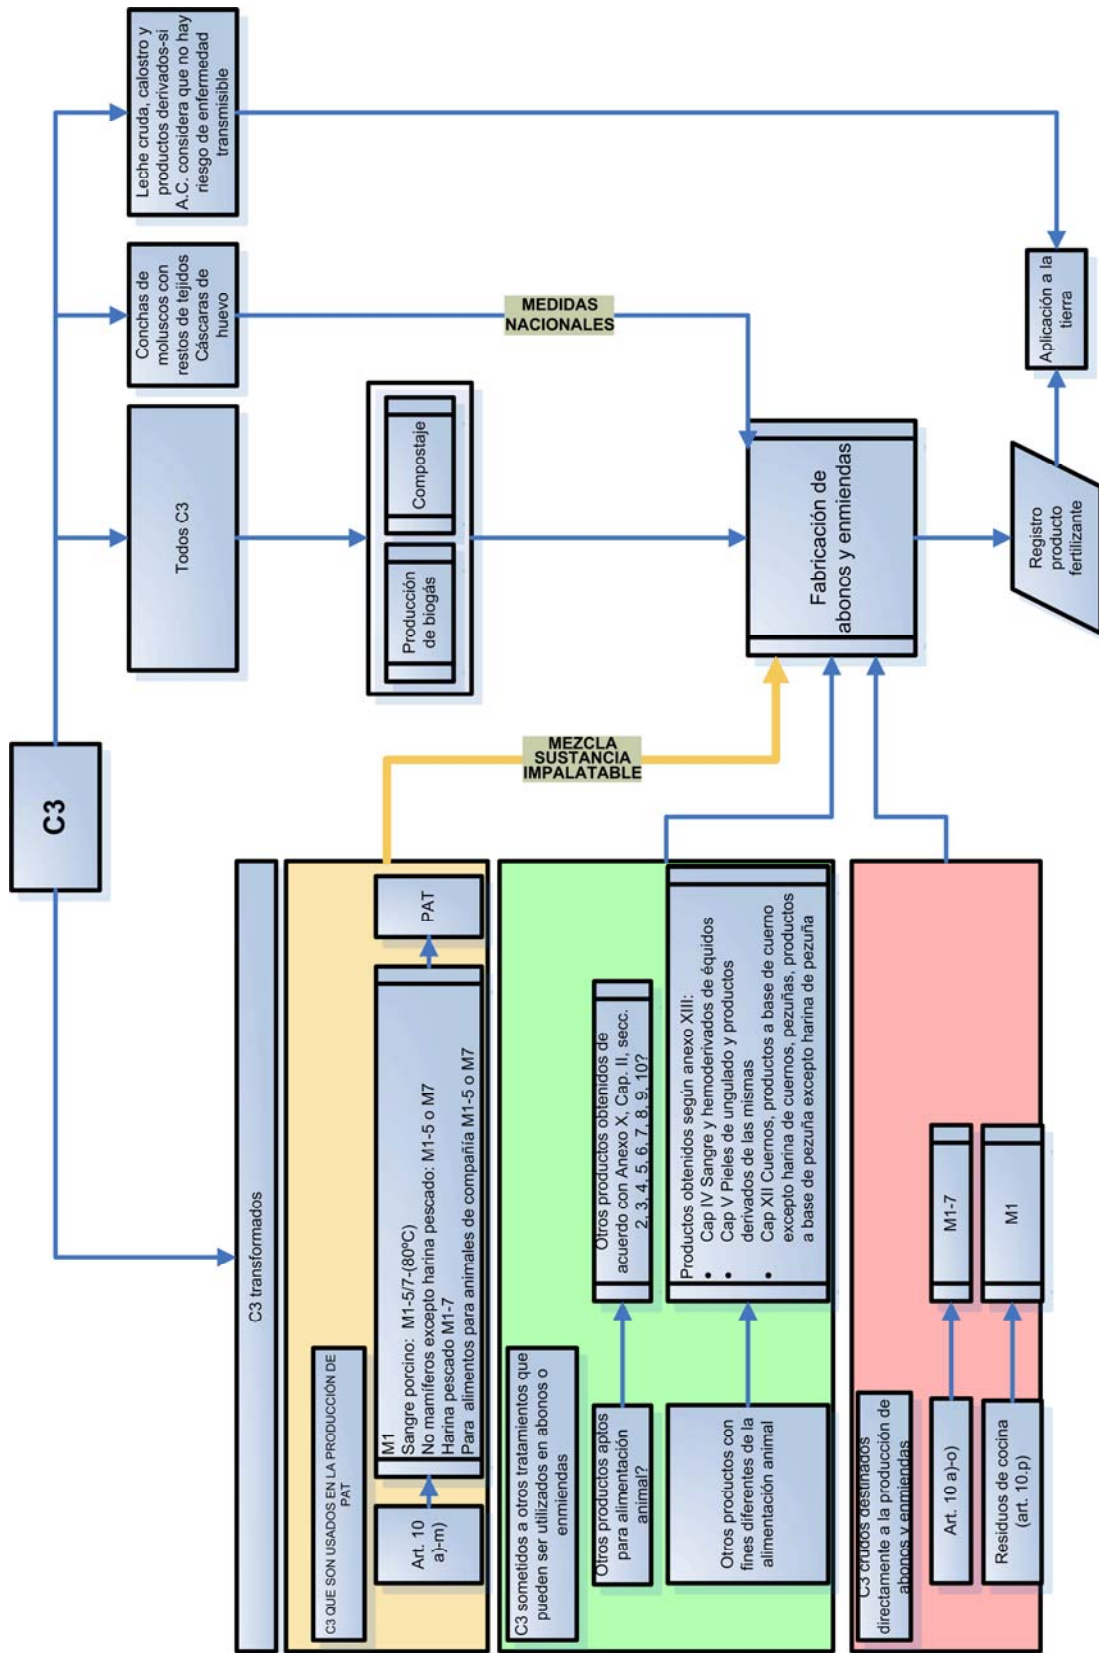 C3
C3 transformados
C3 QUE SON USADOS EN LA PRODUCCIÓN DE
PAT
Art. 10
a)-m)
M1
Sangre porcino:  M1-5/7-(80ºC)
No mamíferos excepto harina pescado: M1-5 o M7
Harina pescado M1-7
Para  alimentos para animales de compañía M1-5 o M7
PAT
MEZCLA
SUSTANCIA
IMPALATABLE
C3 sometidos a otros tratamientos que
pueden ser utilizados en abonos o
enmiendas
Otros productos aptos
para alimentación
animal?
Otros productos obtenidos de
acuerdo con Anexo X, Cap. II, secc.
2, 3, 4, 5, 6, 7, 8, 9, 10?
Otros productos con
fines diferentes de la
alimentación animal
Productos obtenidos según anexo XIII:
• Cap IV Sangre y hemoderivados de équidos
• Cap V Pieles de ungulado y productos
derivados de las mismas
• Cap XII Cuernos, productos a base de cuerno
excepto harina de cuernos, pezuñas, productos
a base de pezuña excepto harina de pezuña
C3 crudos destinados
directamente a la producción de
abonos y enmiendas
Art. 10 a)-o)
M1-7
Residuos de cocina
(art. 10.p)
M1
Todos C3
Producción
de biogás
Compostaje
Conchas de
moluscos con
restos de tejidos
Cáscaras de
huevo
MEDIDAS
NACIONALES
Leche cruda, calostro y
productos derivados-si
A.C. considera que no hay
riesgo de enfermedad
transmisible
Fabricación de
abonos y enmiendas
Registro
producto
fertilizante
Aplicación a la
tierra